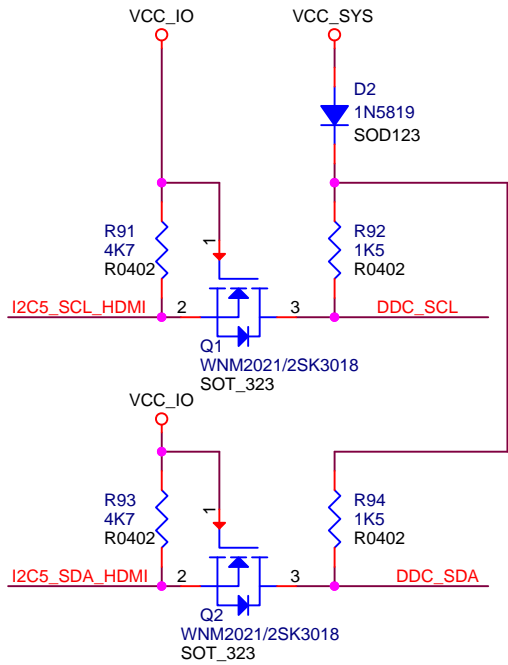 VCC_IO
VCC_SYS
D2
1N5819
SOD123
R91
4K7
R0402
1
R92
1K5
R0402
I2C5_SCL_HDMI
2
3
DDC_SCL
Q1
WNM2021/2SK3018
SOT_323
VCC_IO
R93
4K7
R0402
1
R94
1K5
R0402
I2C5_SDA_HDMI
2
3
DDC_SDA
Q2
WNM2021/2SK3018
SOT_323